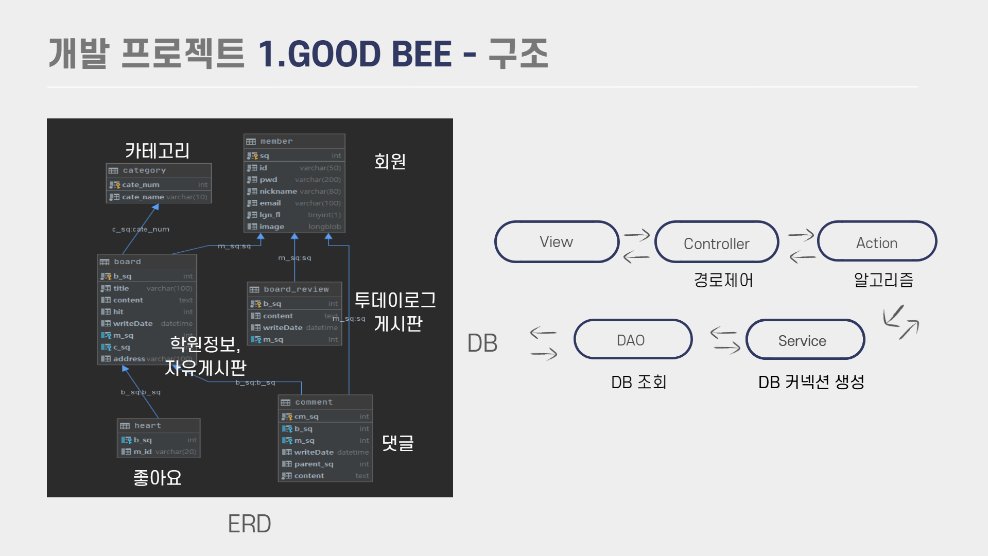 개발 프로젝트 1.GOOD BEE - 구조
카테고리
category
cate_num int
cate_name varchar(10)
c_sq:cate_num
member
sq int
id varchar(50)
pwd varchar(200)
nickname varchar(80)
email varchar(100)
lgn_fl tinyint(1)
image longblob
회원
m_sq:sq
m_sq:sq
m_sq:sq
board
b_sq int
title varchar(100)
content text
hit int
writeDate datetime
m_sq int
c_sq
address
학원정보,
자유게시판
board_review
b_sq int
content
writeDate datetime
m_sq int
투데이로그
게시판
b_sq:b_sq
b_sq:b_sq
heart
b_sq int
m_id varchar(20)
좋아요
comment
cm_sq int
b_sq int
m_sq int
writeDate datetime
parent_sq int
content text
댓글
ERD
View
Controller
Action
경로제어
알고리즘
DB
DAO
Service
DB 조회
DB 커넥션 생성